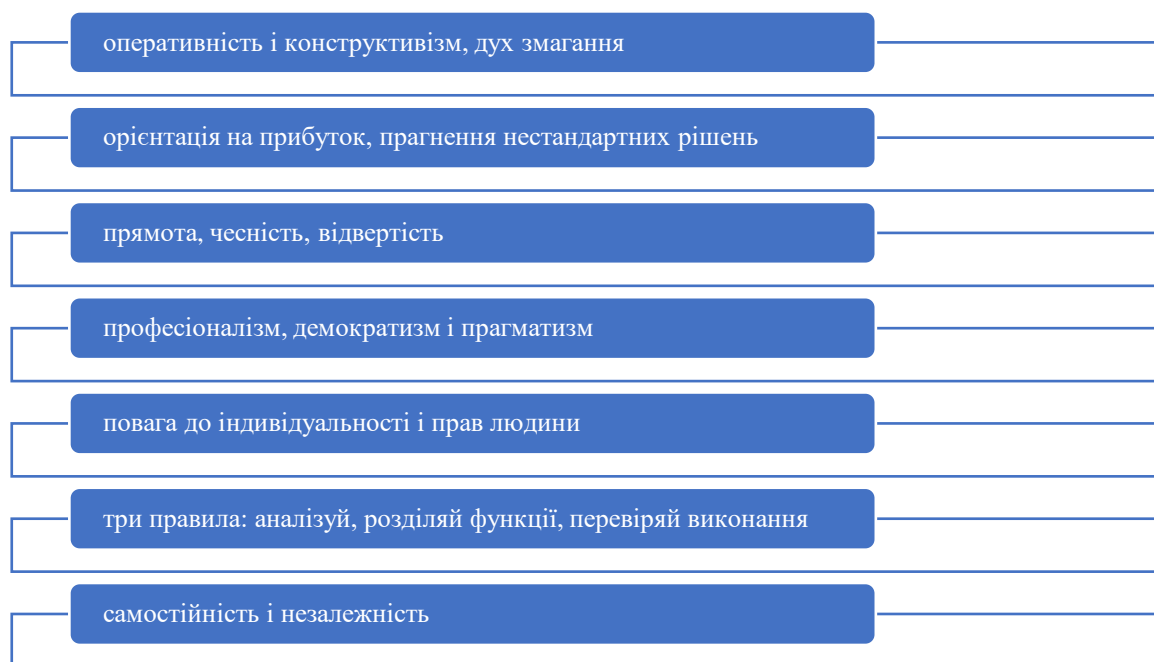 оперативність і конструктивізм, дух змагання
орієнтація на прибуток, прагнення нестандартних рішень
прямота, чесність, відвертість
професіоналізм, демократизм і прагматизм
повага до індивідуальності і прав людини
три правила: аналізуй, розділяй функції, перевіряй виконання
самостійність і незалежність